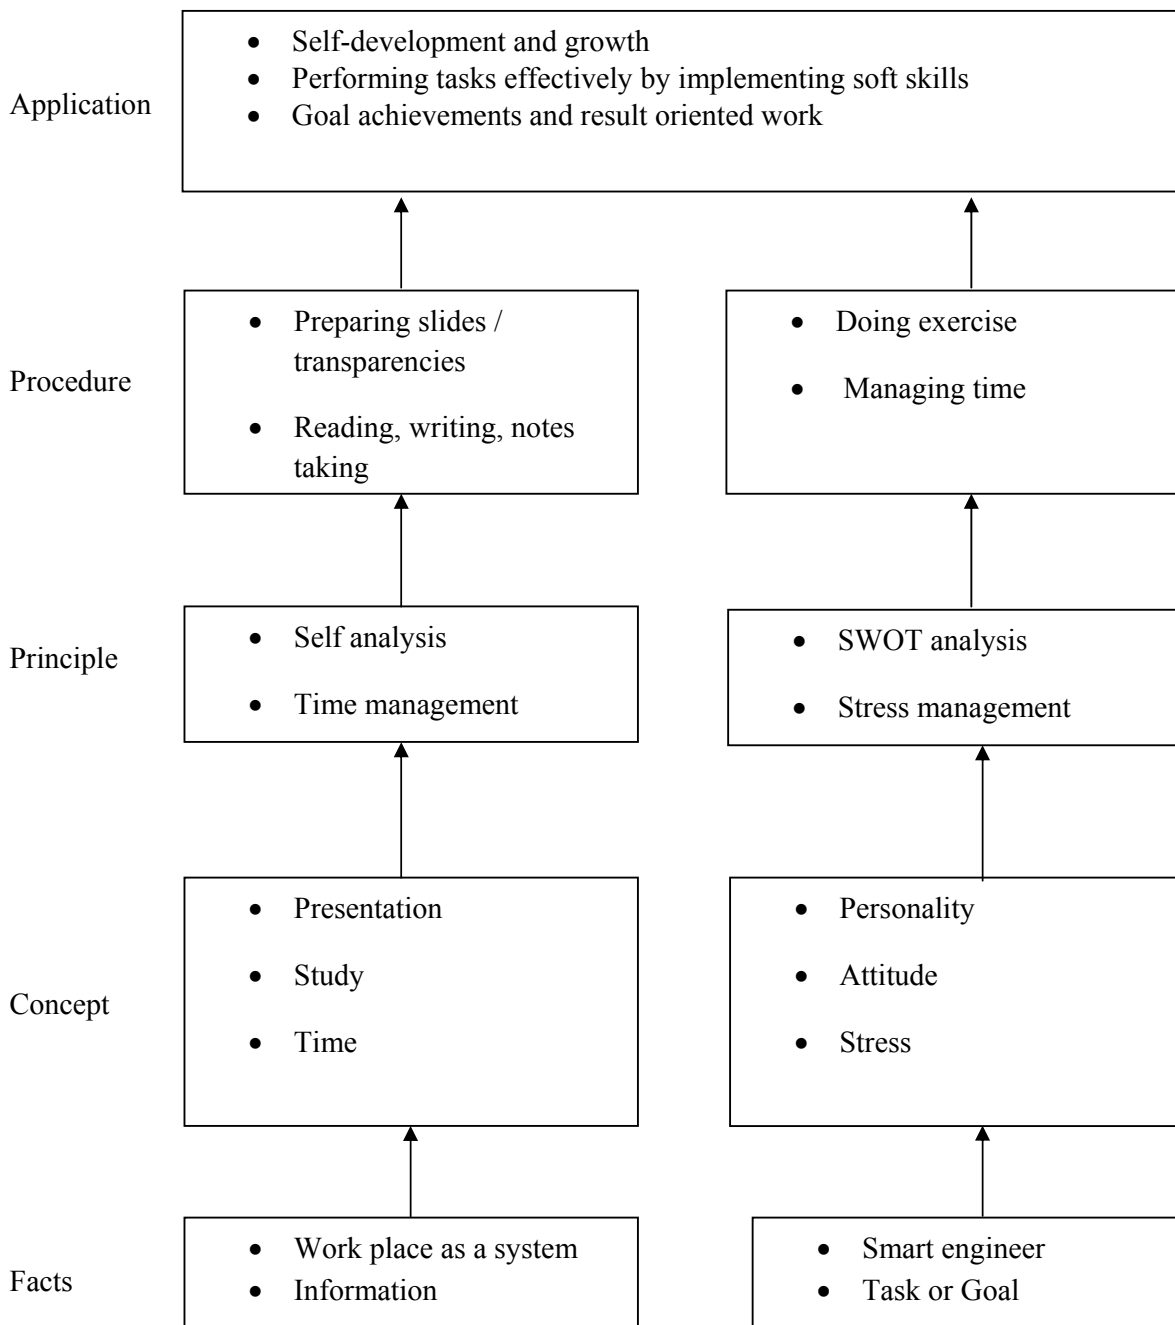 Application
• Self-development and growth
• Performing tasks effectively by implementing soft skills
• Goal achievements and result oriented work
Procedure
• Preparing slides /
transparencies
• Reading, writing, notes
taking
• Doing exercise
• Managing time
Principle
• Self analysis
• Time management
• SWOT analysis
• Stress management
Concept
• Presentation
• Study
• Time
• Personality
• Attitude
• Stress
Facts
• Work place as a system
• Information
• Smart engineer
• Task or Goal